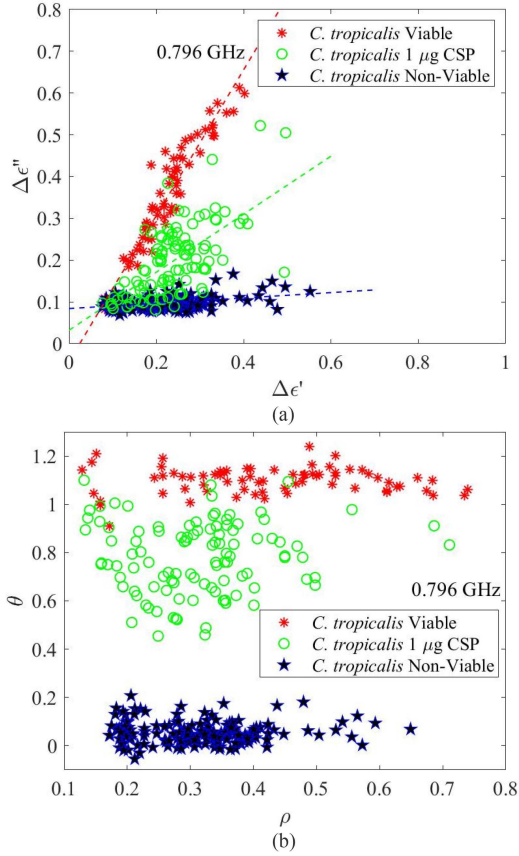 0.8
0.7
0.6
0.5
0.4
0.3
0.2
0.1
0
Δϵ''
0.796 GHz
C. tropicalis Viable
C. tropicalis 1 μg CSP
C. tropicalis Non-Viable
0 0.2 0.4 0.6 0.8 1
Δϵ'
(a)
1.2
1
0.8
0.6
0.4
0.2
0
θ
0.796 GHz
C. tropicalis Viable
C. tropicalis 1 μg CSP
C. tropicalis Non-Viable
0.1 0.2 0.3 0.4 0.5 0.6 0.7 0.8
ρ
(b)